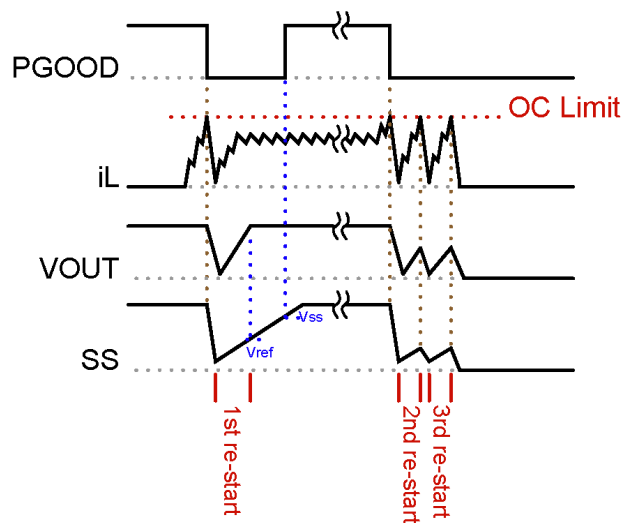 PGOOD
OC Limit
iL
VOUT
Vss
Vref
SS
1st re-start
2nd re-start
3rd re-start